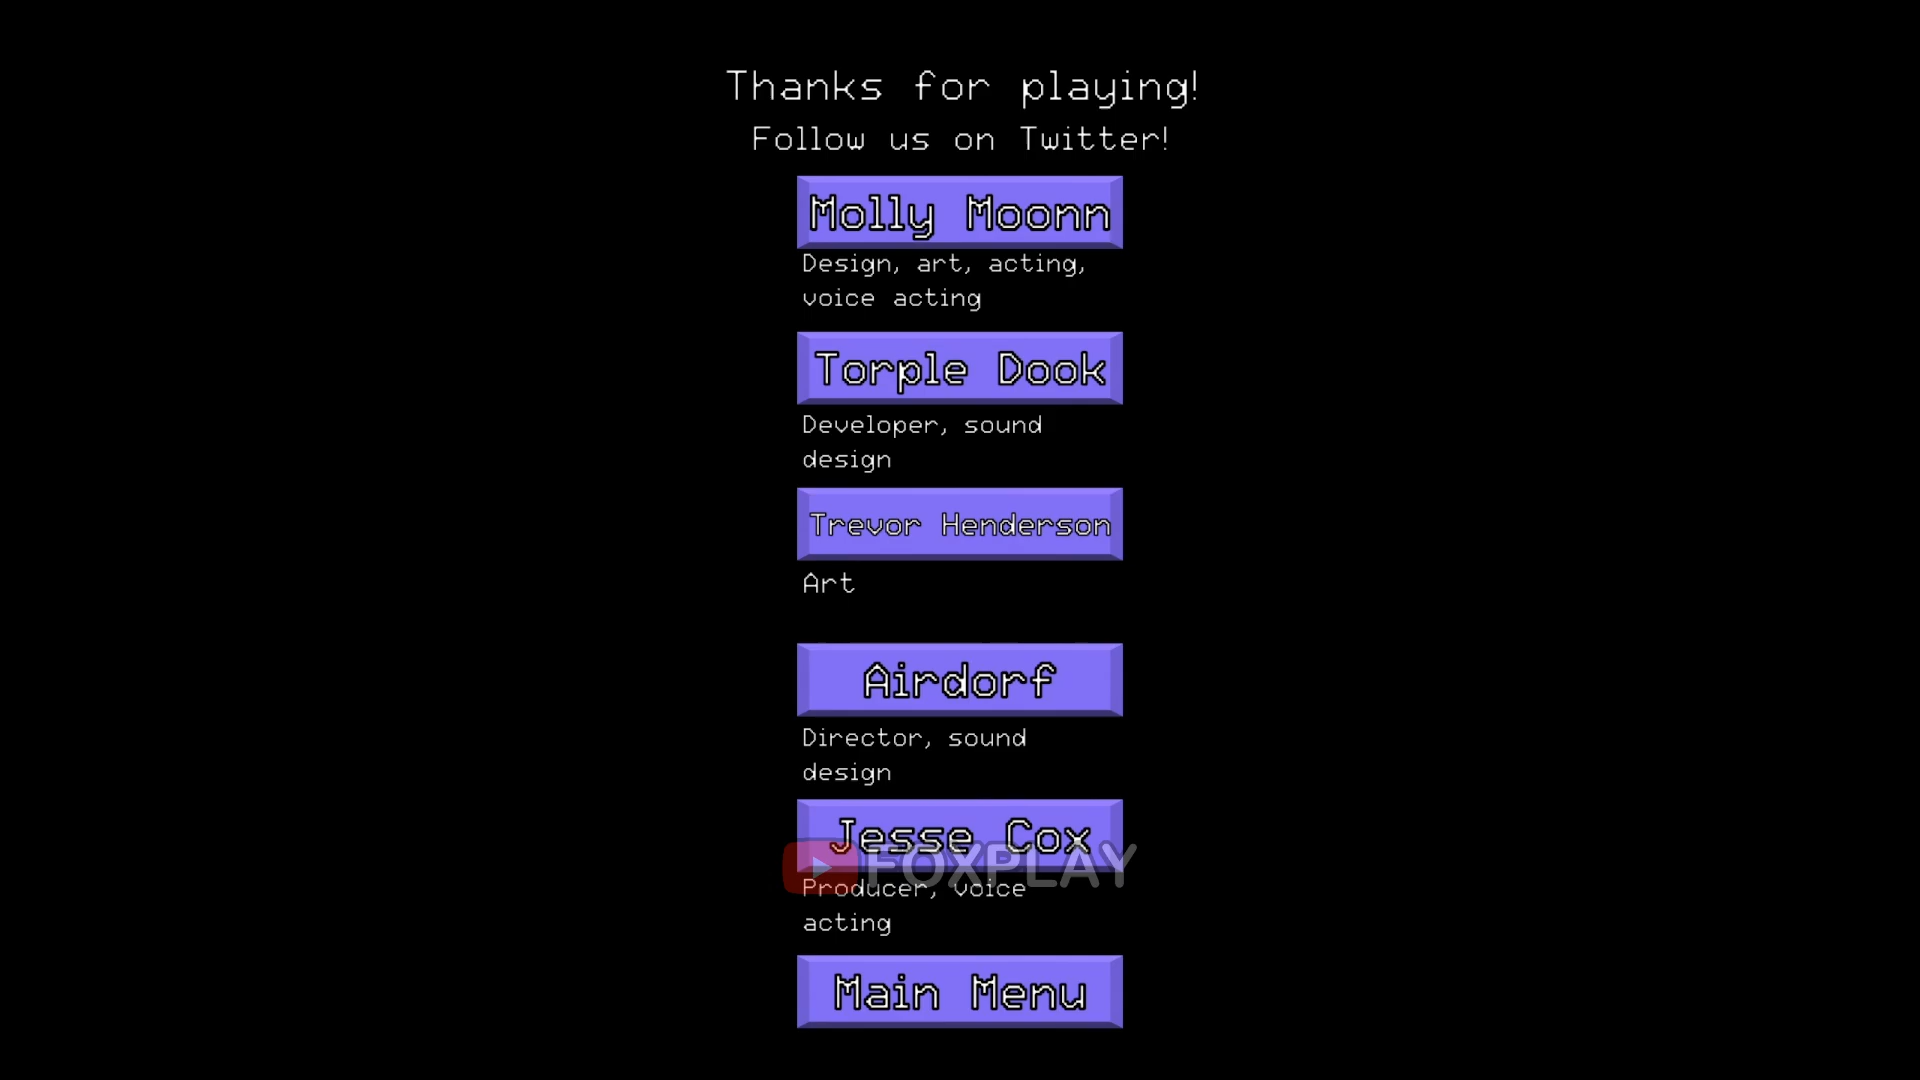 Thanks for playing!
Follow us on Twitter!
Molly Moonn
Design, art, acting,
voice acting
Torple Dook
Developer, sound
design
Trevor Henderson
Art
Airdorf
Director, sound
design
Jesse Cox
FOXPLAY
Producer, voice
acting
Main Menu